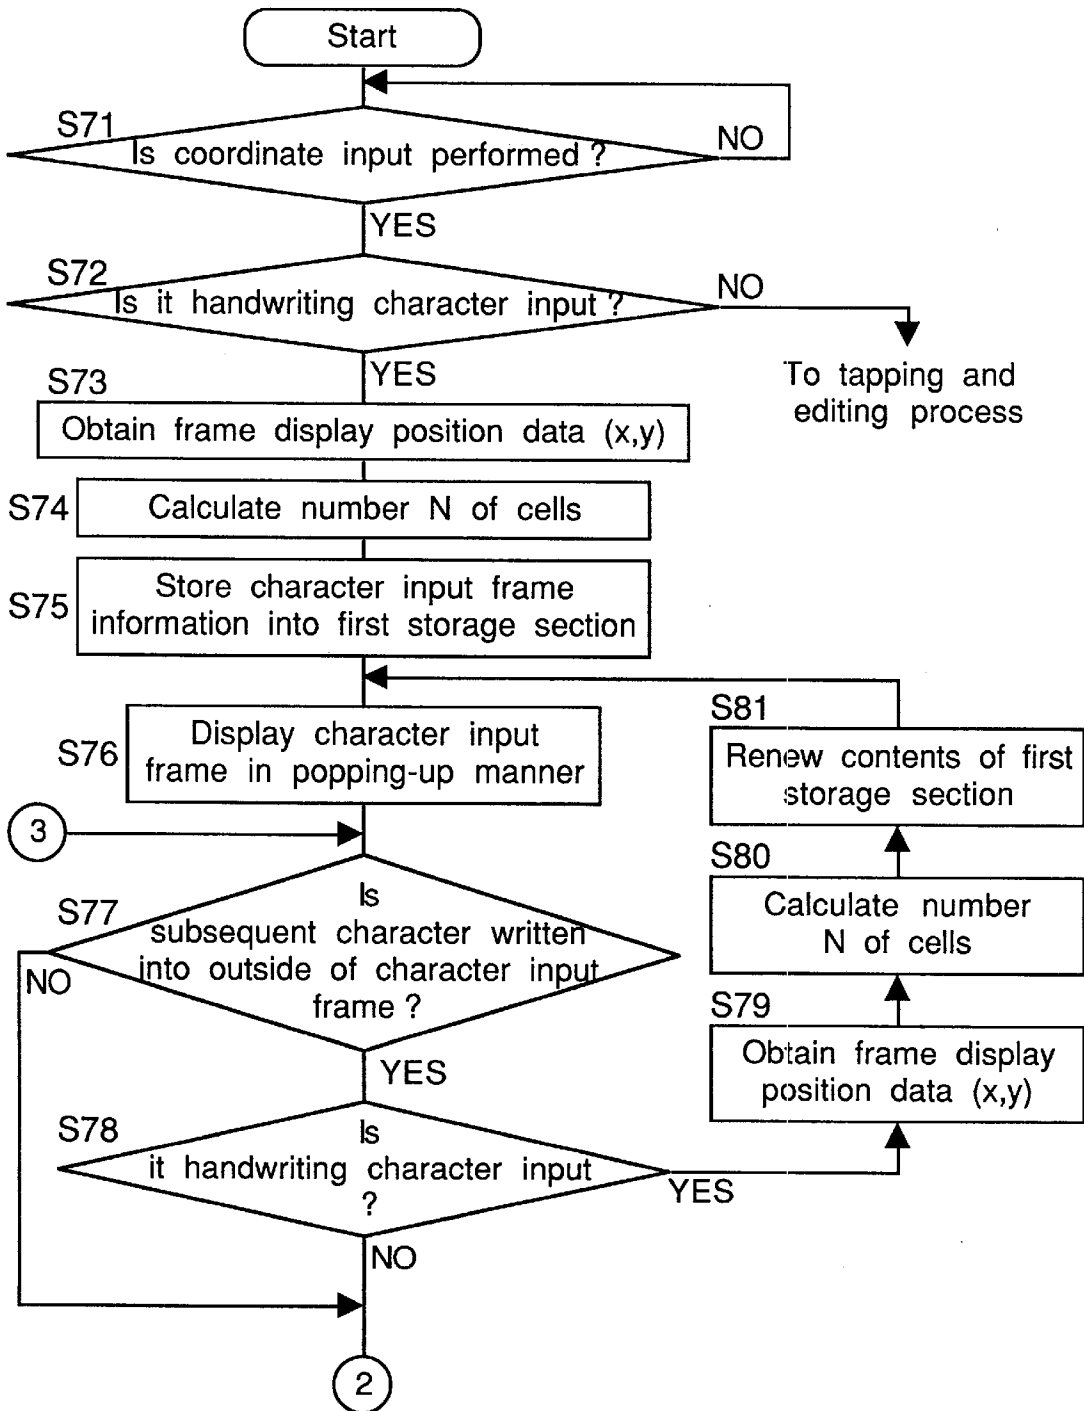 Start
S71
Is coordinate input performed ?
NO
YES
S72
Is it handwriting character input ?
NO
YES
To tapping and
editing process
S73
Obtain frame display position data (x,y)
S74
Calculate number N of cells
S75
Store character input frame
information into first storage section
S76
Display character input
frame in popping-up manner
3
S77
Is
subsequent character written
into outside of character input
frame ?
NO
YES
S78
Is
it handwriting character input
?
YES
NO
2
S81
Renew contents of first
storage section
S80
Calculate number
N of cells
S79
Obtain frame display
position data (x,y)